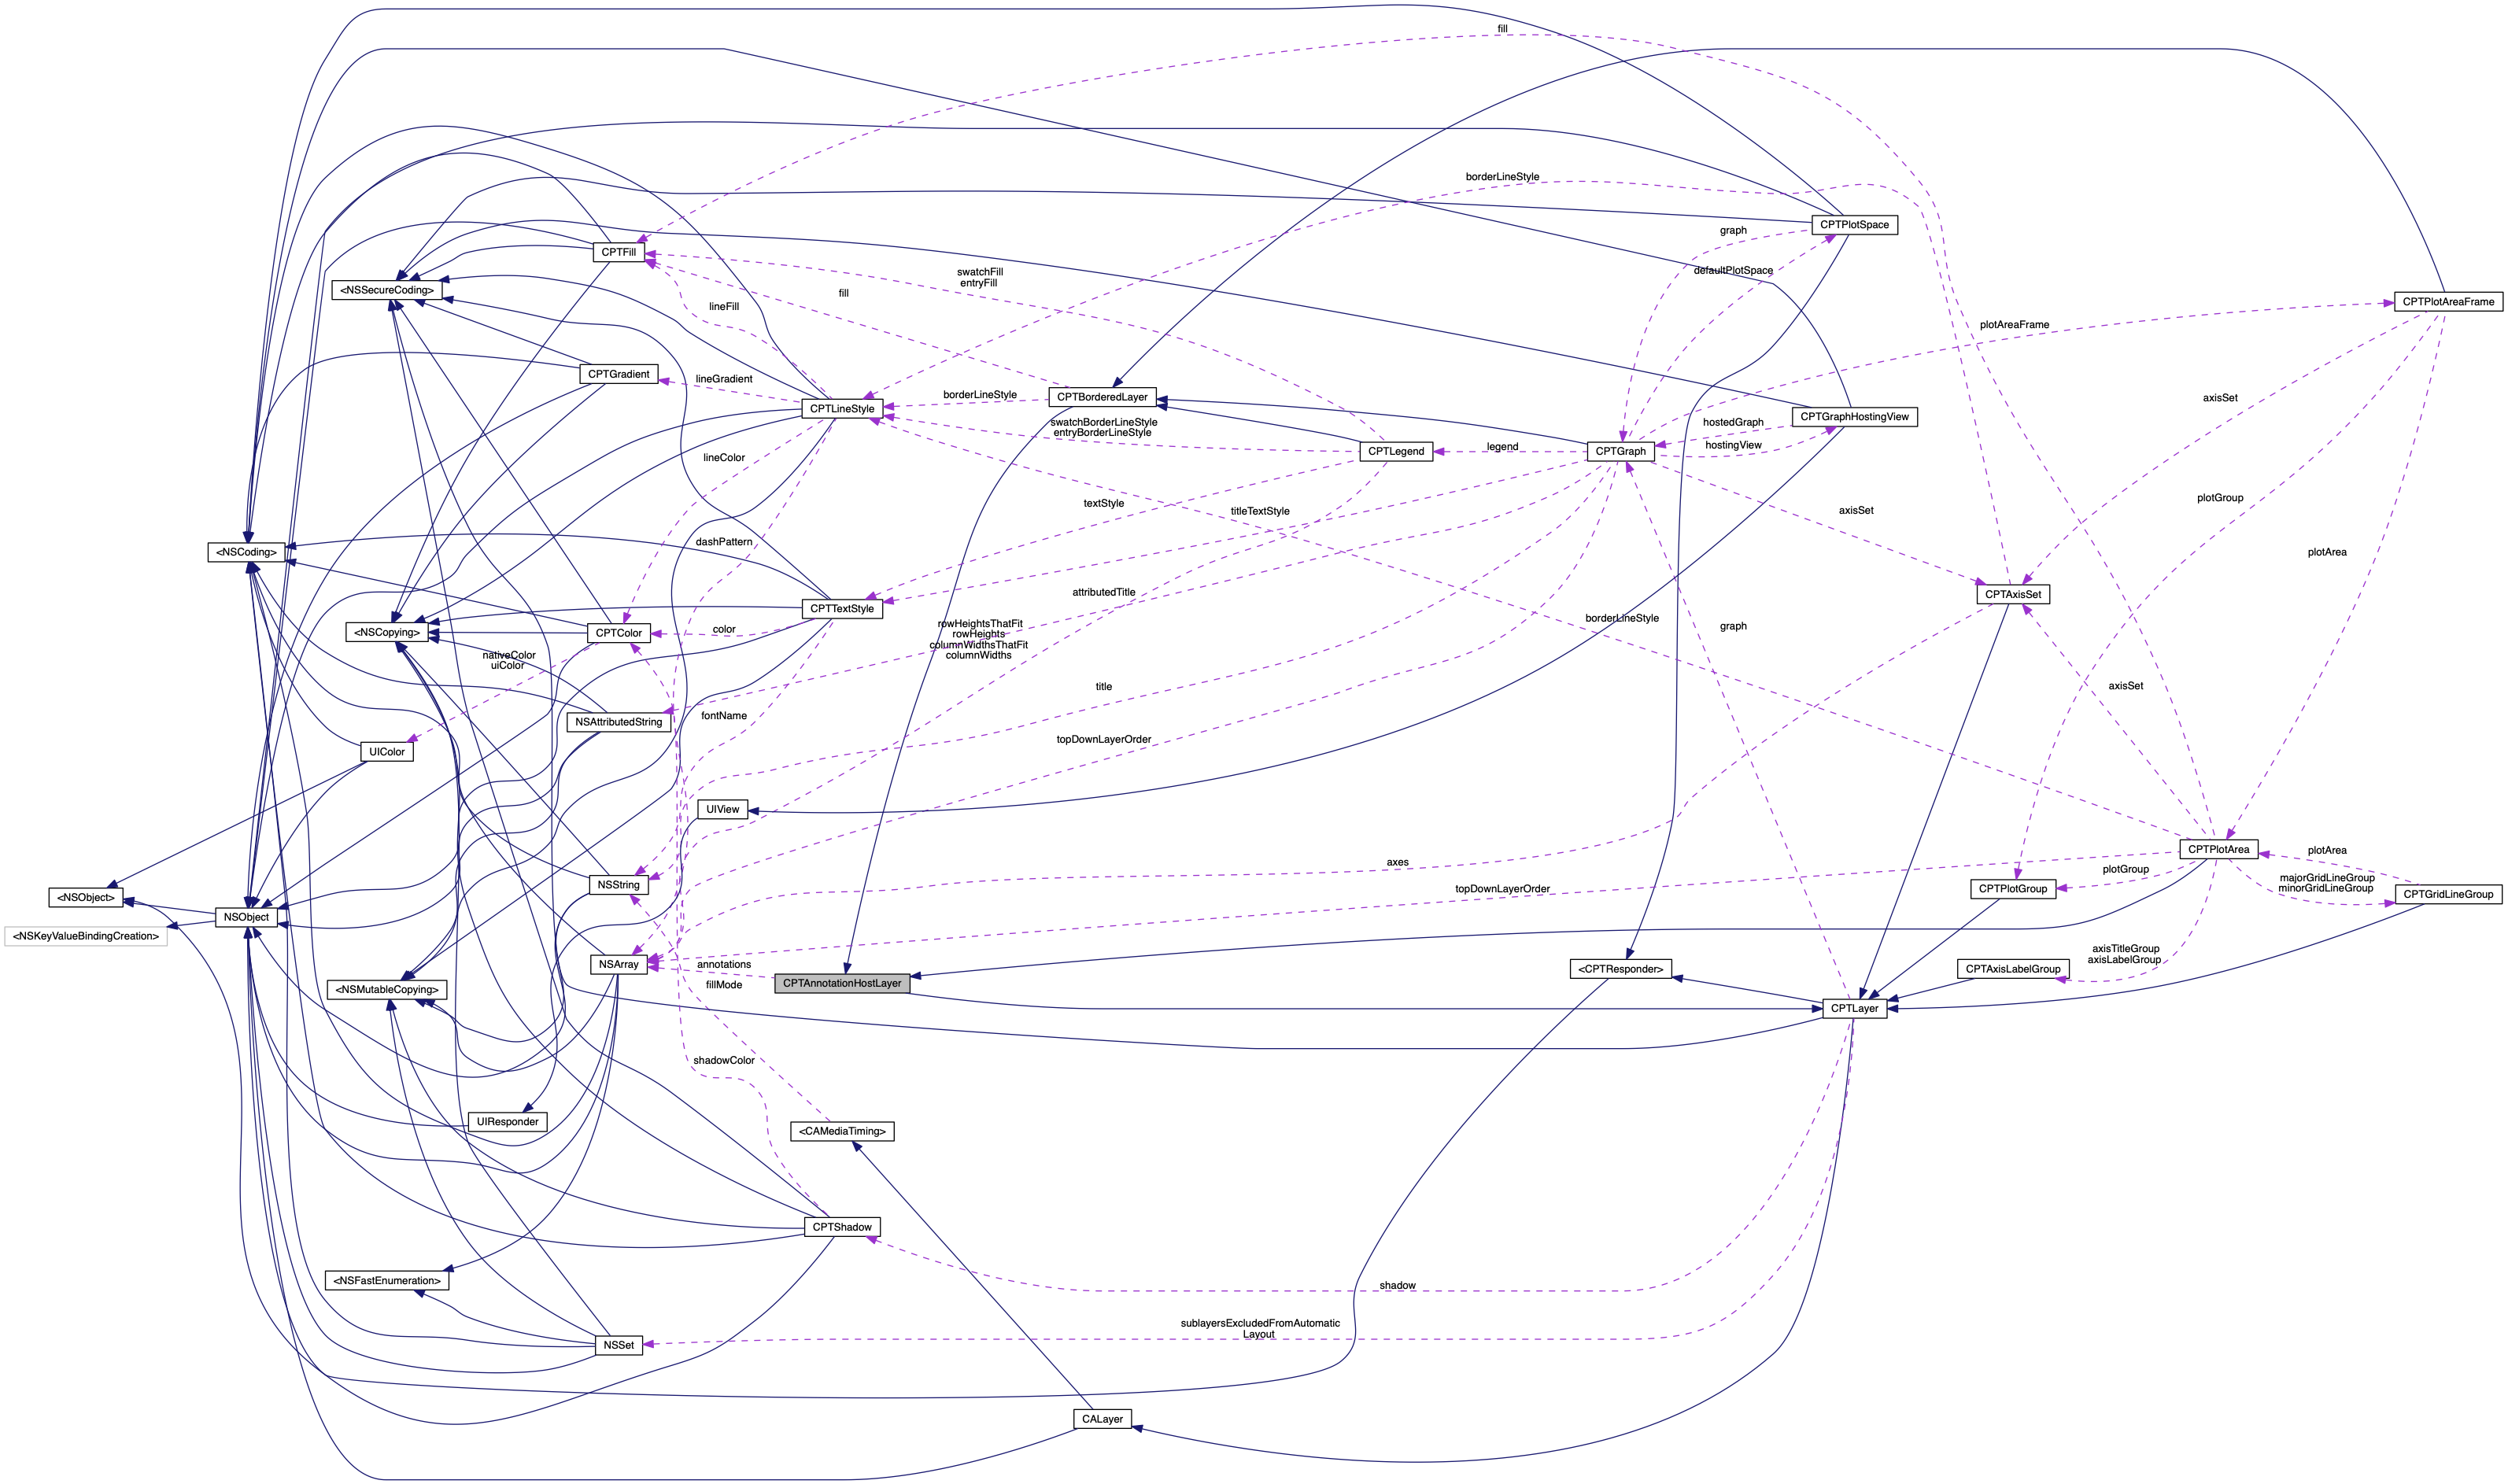 fill
borderLineStyle
CPTPlotSpace
graph
CPTFill
swatchFill
entryFill
defaultPlotSpace
<NSSecureCoding>
fill
lineFill
CPTPlotAreaFrame
plotAreaFrame
CPTGradient
lineGradient
CPTBorderedLayer
borderLineStyle
axisSet
CPTLineStyle
CPTGraphHostingView
swatchBorderLineStyle
entryBorderLineStyle
hostedGraph
legend
hostingView
CPTLegend
CPTGraph
lineColor
plotGroup
textStyle
titleTextStyle
axisSet
dashPattern
<NSCoding>
plotArea
attributedTitle
CPTAxisSet
CPTTextStyle
borderLineStyle
rowHeightsThatFit
rowHeights
columnWidthsThatFit
columnWidths
graph
color
<NSCopying>
CPTColor
nativeColor
uiColor
title
axisSet
fontName
NSAttributedString
topDownLayerOrder
UIColor
UIView
axes
CPTPlotArea
plotArea
plotGroup
majorGridLineGroup
minorGridLineGroup
topDownLayerOrder
NSString
CPTPlotGroup
CPTGridLineGroup
<NSObject>
NSObject
<NSKeyValueBindingCreation>
axisTitleGroup
axisLabelGroup
NSArray
annotations
<CPTResponder>
CPTAxisLabelGroup
CPTAnnotationHostLayer
fillMode
<NSMutableCopying>
CPTLayer
shadowColor
UIResponder
<CAMediaTiming>
CPTShadow
<NSFastEnumeration>
shadow
sublayersExcludedFromAutomatic
Layout
NSSet
CALayer